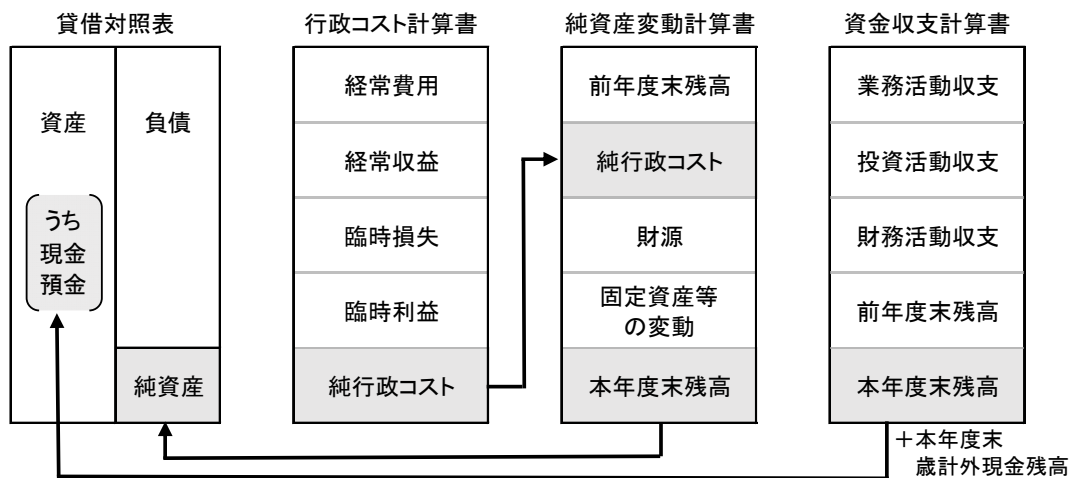 貸借対照表
資産
うち
現金
預金
負債
純資産
行政コスト計算書
経常費用
経常収益
臨時損失
臨時利益
純行政コスト
純資産変動計算書
前年度末残高
純行政コスト
財源
固定資産等
の変動
本年度末残高
資金収支計算書
業務活動収支
投資活動収支
財務活動収支
前年度末残高
本年度末残高
＋本年度末
歳計外現金残高